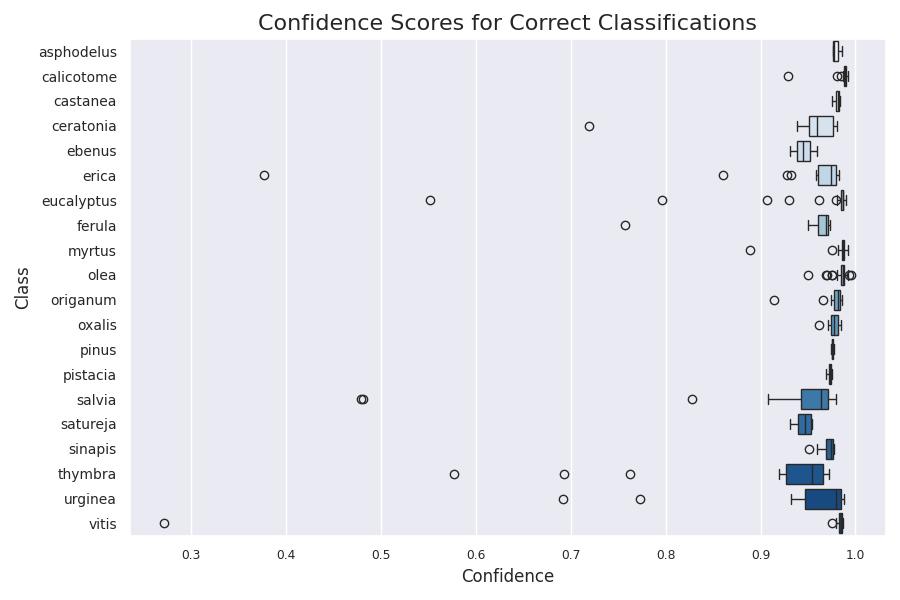 Confidence Scores for Correct Classifications
asphodelus
calicotome
castanea
ceratonia
ebenus
erica
eucalyptus
ferula
myrtus
olea
origanum
oxalis
pinus
pistacia
salvia
satureja
sinapis
thymbra
urginea
vitis
Class
0.3 0.4 0.5 0.6 0.7 0.8 0.9 1.0
Confidence